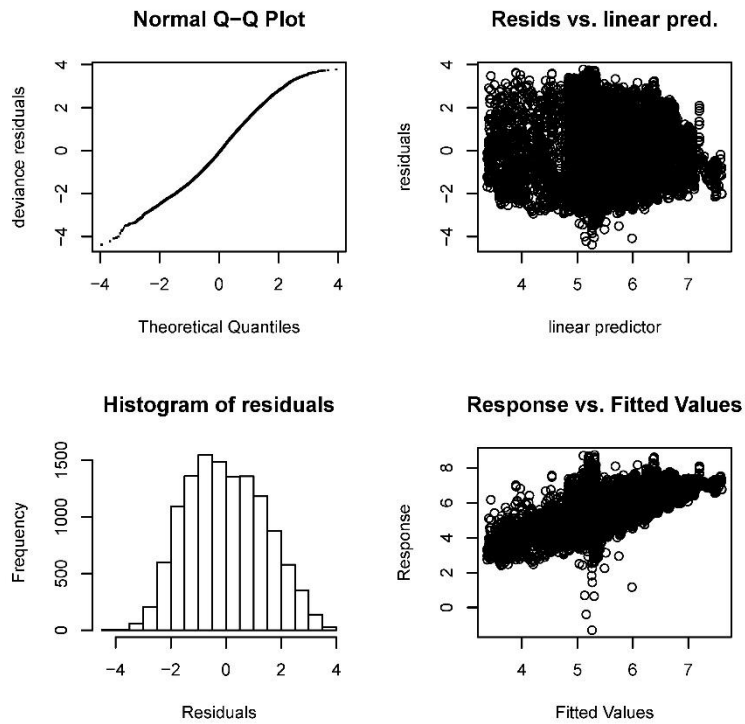 Normal Q−Q Plot
deviance residuals
4
2
0
−2
−4
−4 −2 0 2 4
Theoretical Quantiles
Resids vs. linear pred.
residuals
4
2
0
−2
−4
4 5 6 7
linear predictor
Histogram of residuals
Frequency
1500
1000
500
0
−4 −2 0 2 4
Residuals
Response vs. Fitted Values
Response
8
6
4
2
0
4 5 6 7
Fitted Values